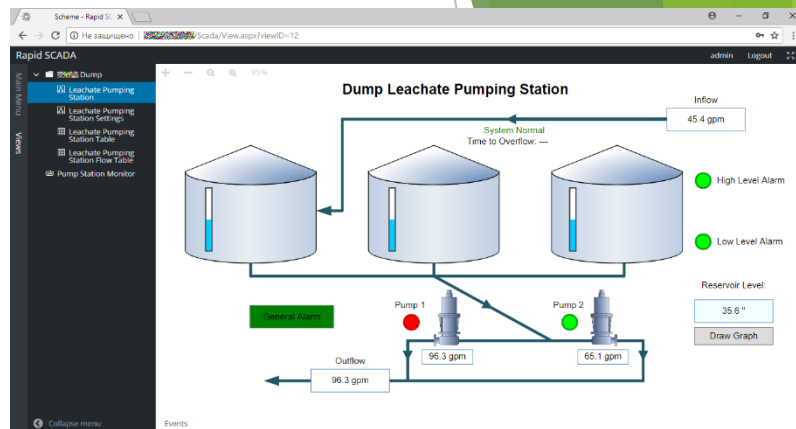 Scheme - Rapid SC
Не защищено
/Scada/View.aspx?viewID=12
Rapid SCADA
admin
Logout
Main Menu
Views
Dump
Leachate Pumping
Station
Leachate Pumping
Station Settings
Leachate Pumping
Station Table
Leachate Pumping
Station Flow Table
Pump Station Monitor
Collapse menu
95%
Dump Leachate Pumping Station
Inflow
45.4 gpm
System Normal
Time to Overflow: ---
High Level Alarm
Low Level Alarm
Reservoir Level:
35.6 "
Draw Graph
General Alarm
Pump 1
Pump 2
96.3 gpm
65.1 gpm
Outflow
96.3 gpm
Events